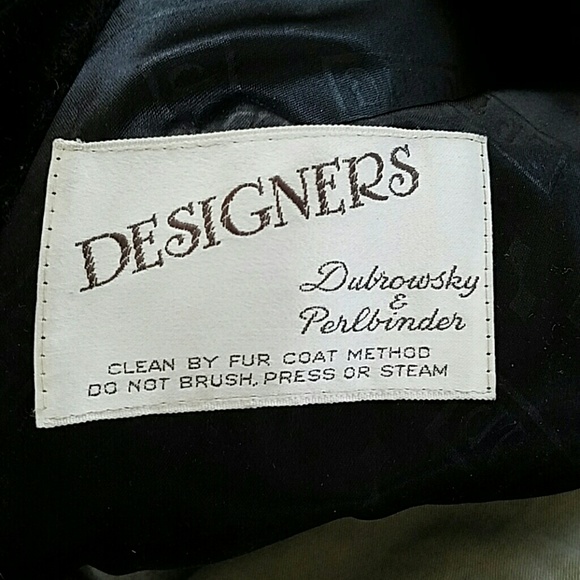 DESIGNERS
Dubrowsky
&
Perlbinder
CLEAN BY FUR COAT METHOD
DO NOT BRUSH, PRESS OR STEAM